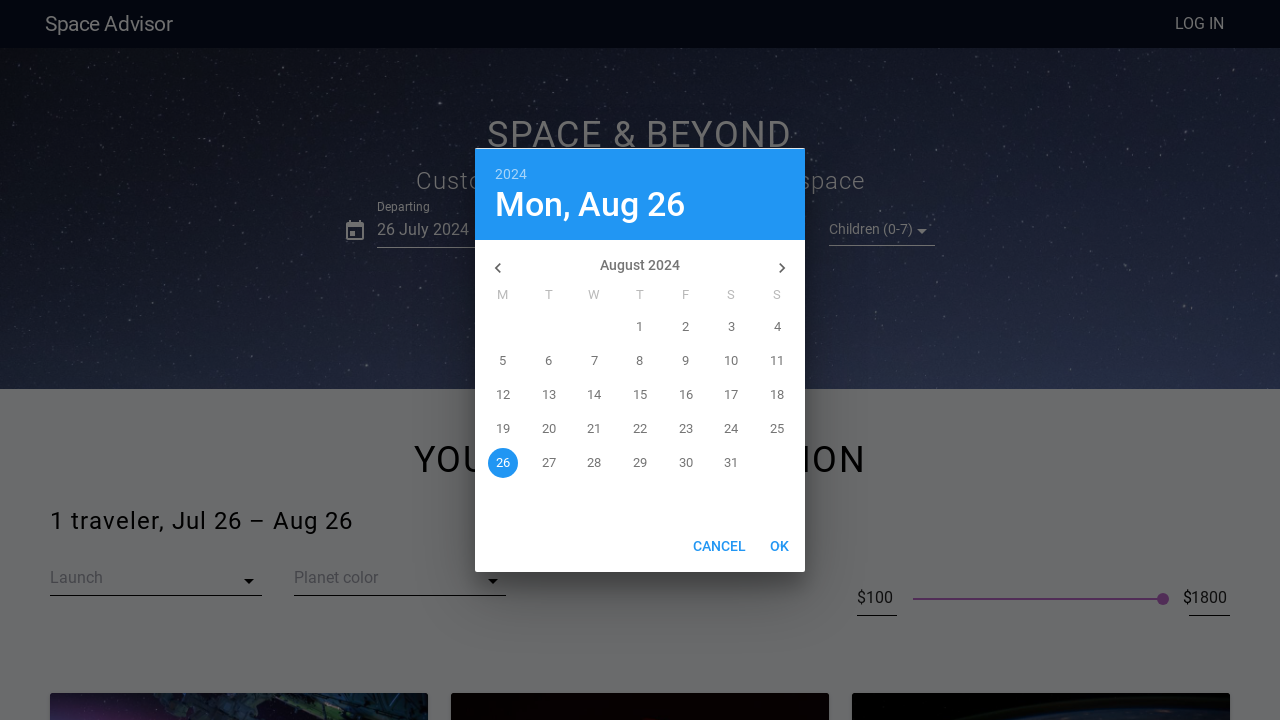 Space Advisor
LOG IN
SPACE & BEYOND
Custo
space
Departing
26 July 2024
Children (0-7)
2024
Mon, Aug 26
August 2024
M T W T F S S
1 2 3 4
5 6 7 8 9 10 11
12 13 14 15 16 17 18
19 20 21 22 23 24 25
26 27 28 29 30 31
CANCEL OK
YOU
ION
1 traveler, Jul 26 – Aug 26
Launch
Planet color
$100
$1800